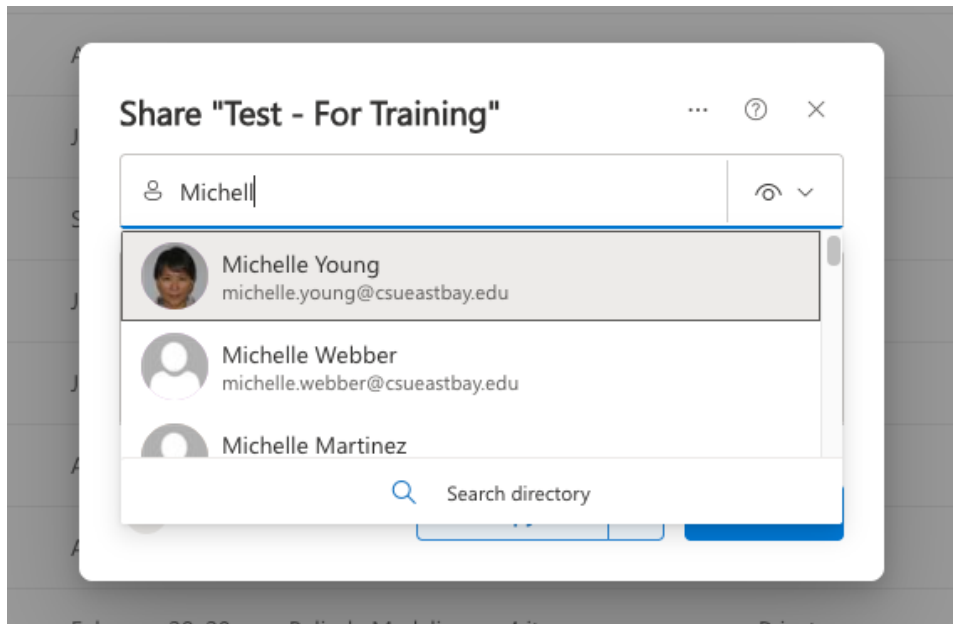 Share "Test - For Training"
Michell
Michelle Young
michelle.young@csueastbay.edu
Michelle Webber
michelle.webber@csueastbay.edu
Michelle Martinez
Search directory